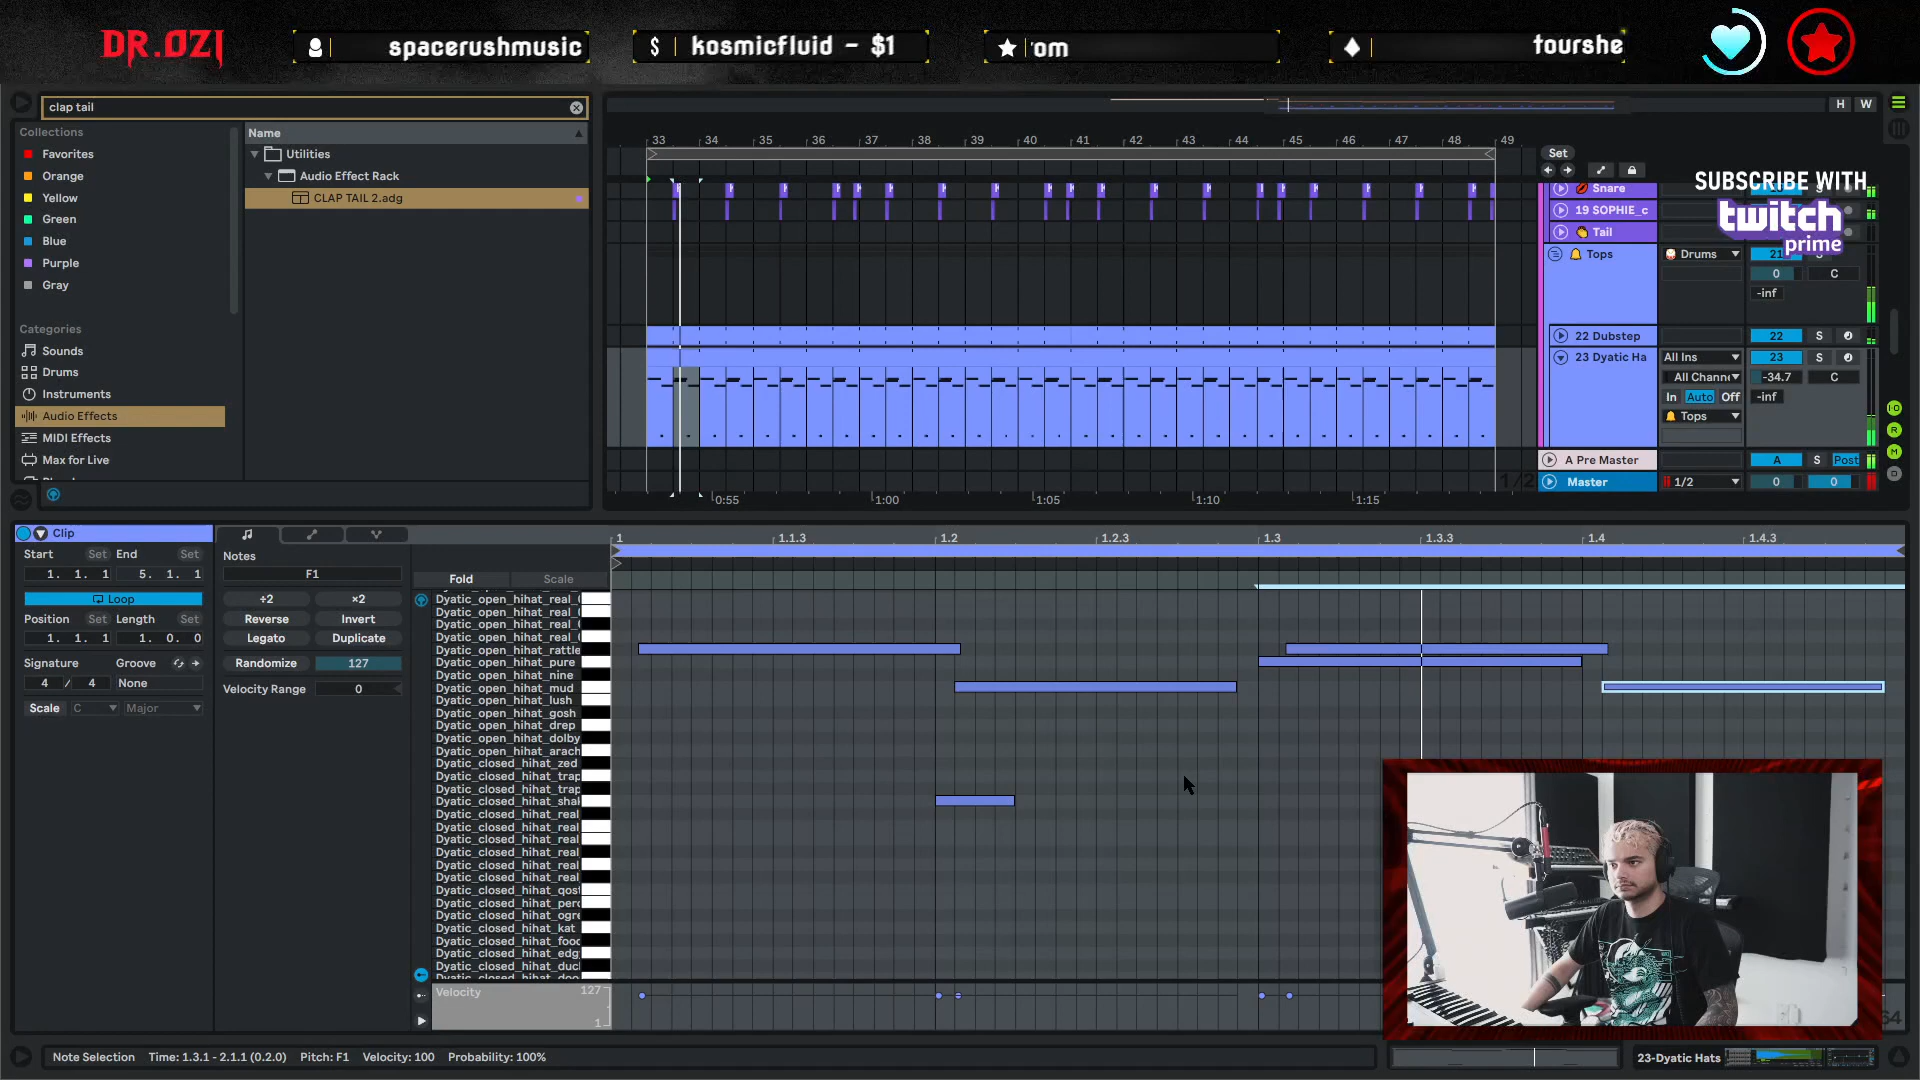 DR.OZI
spacerushmusic
$ kosmicfluid - $1
tourshe
clap tail
H W
Collections
Favorites
Orange
Yellow
Green
Blue
Purple
Gray
Categories
Sounds
Drums
Instruments
Audio Effects
MIDI Effects
Max for Live
Name
Utilities
Audio Effect Rack
CLAP TAIL 2.adg
33 34 35 36 37 38 39 40 41 42 43 44 45 46 47 48 49
0:55 1:00 1:05 1:10 1:15
1/2
Set
Snare
19 SOPHIE_c
Tail
Tops Drums
0 C
-inf
22 Dubstep 22 S
23 Dyatic Ha All Ins 23 S
All Chann -34.7 C
In Auto Off -inf
Tops
A Pre Master A S Post
Master 1/2 0 0
SUBSCRIBE WITH
twitch
prime
Clip
Start Set End Set
1. 1. 1 5. 1. 1
Loop
Position Set Length Set
1. 1. 1 1. 0. 0
Signature Groove
4 / 4 None
Scale C Major
Notes
F1
÷2 ×2
Reverse Invert
Legato Duplicate
Randomize 127
Velocity Range 0
Fold Scale
1 1.1.3 1.2 1.2.3 1.3 1.3.3 1.4 1.4.3
Dyatic_open_hihat_real_
Dyatic_open_hihat_real_
Dyatic_open_hihat_real_
Dyatic_open_hihat_real_
Dyatic_open_hihat_rattle
Dyatic_open_hihat_pure
Dyatic_open_hihat_nine
Dyatic_open_hihat_mud
Dyatic_open_hihat_lush
Dyatic_open_hihat_gosh
Dyatic_open_hihat_drep
Dyatic_open_hihat_dolby
Dyatic_open_hihat_arach
Dyatic_closed_hihat_zed
Dyatic_closed_hihat_trap
Dyatic_closed_hihat_trap
Dyatic_closed_hihat_shak
Dyatic_closed_hihat_real
Dyatic_closed_hihat_real
Dyatic_closed_hihat_real
Dyatic_closed_hihat_real
Dyatic_closed_hihat_real
Dyatic_closed_hihat_perc
Dyatic_closed_hihat_ogre
Dyatic_closed_hihat_kat
Dyatic_closed_hihat_food
Dyatic_closed_hihat_edg
Dyatic_closed_hihat_duc
Velocity 127
1
Note Selection Time: 1.3.1 - 2.1.1 (0.2.0) Pitch: F1 Velocity: 100 Probability: 100%
23-Dyatic Hats